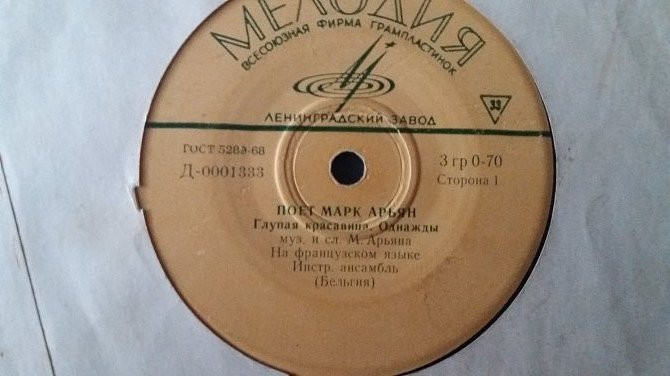 МЕЛОДИЯ
ВСЕСОЮЗНАЯ ФИРМА ГРАМПЛАСТИНОК
ЛЕНИНГРАДСКИЙ ЗАВОД
33
ГОСТ 5289-68
Д-0001333
3 гр 0-70
Сторона 1
ПОЕТ МАРК АРЬЯН
Глупая красавица. Однажды
муз. и сл. М. Арьяна
На французском языке
Инстр. ансамбль
(Бельгия)